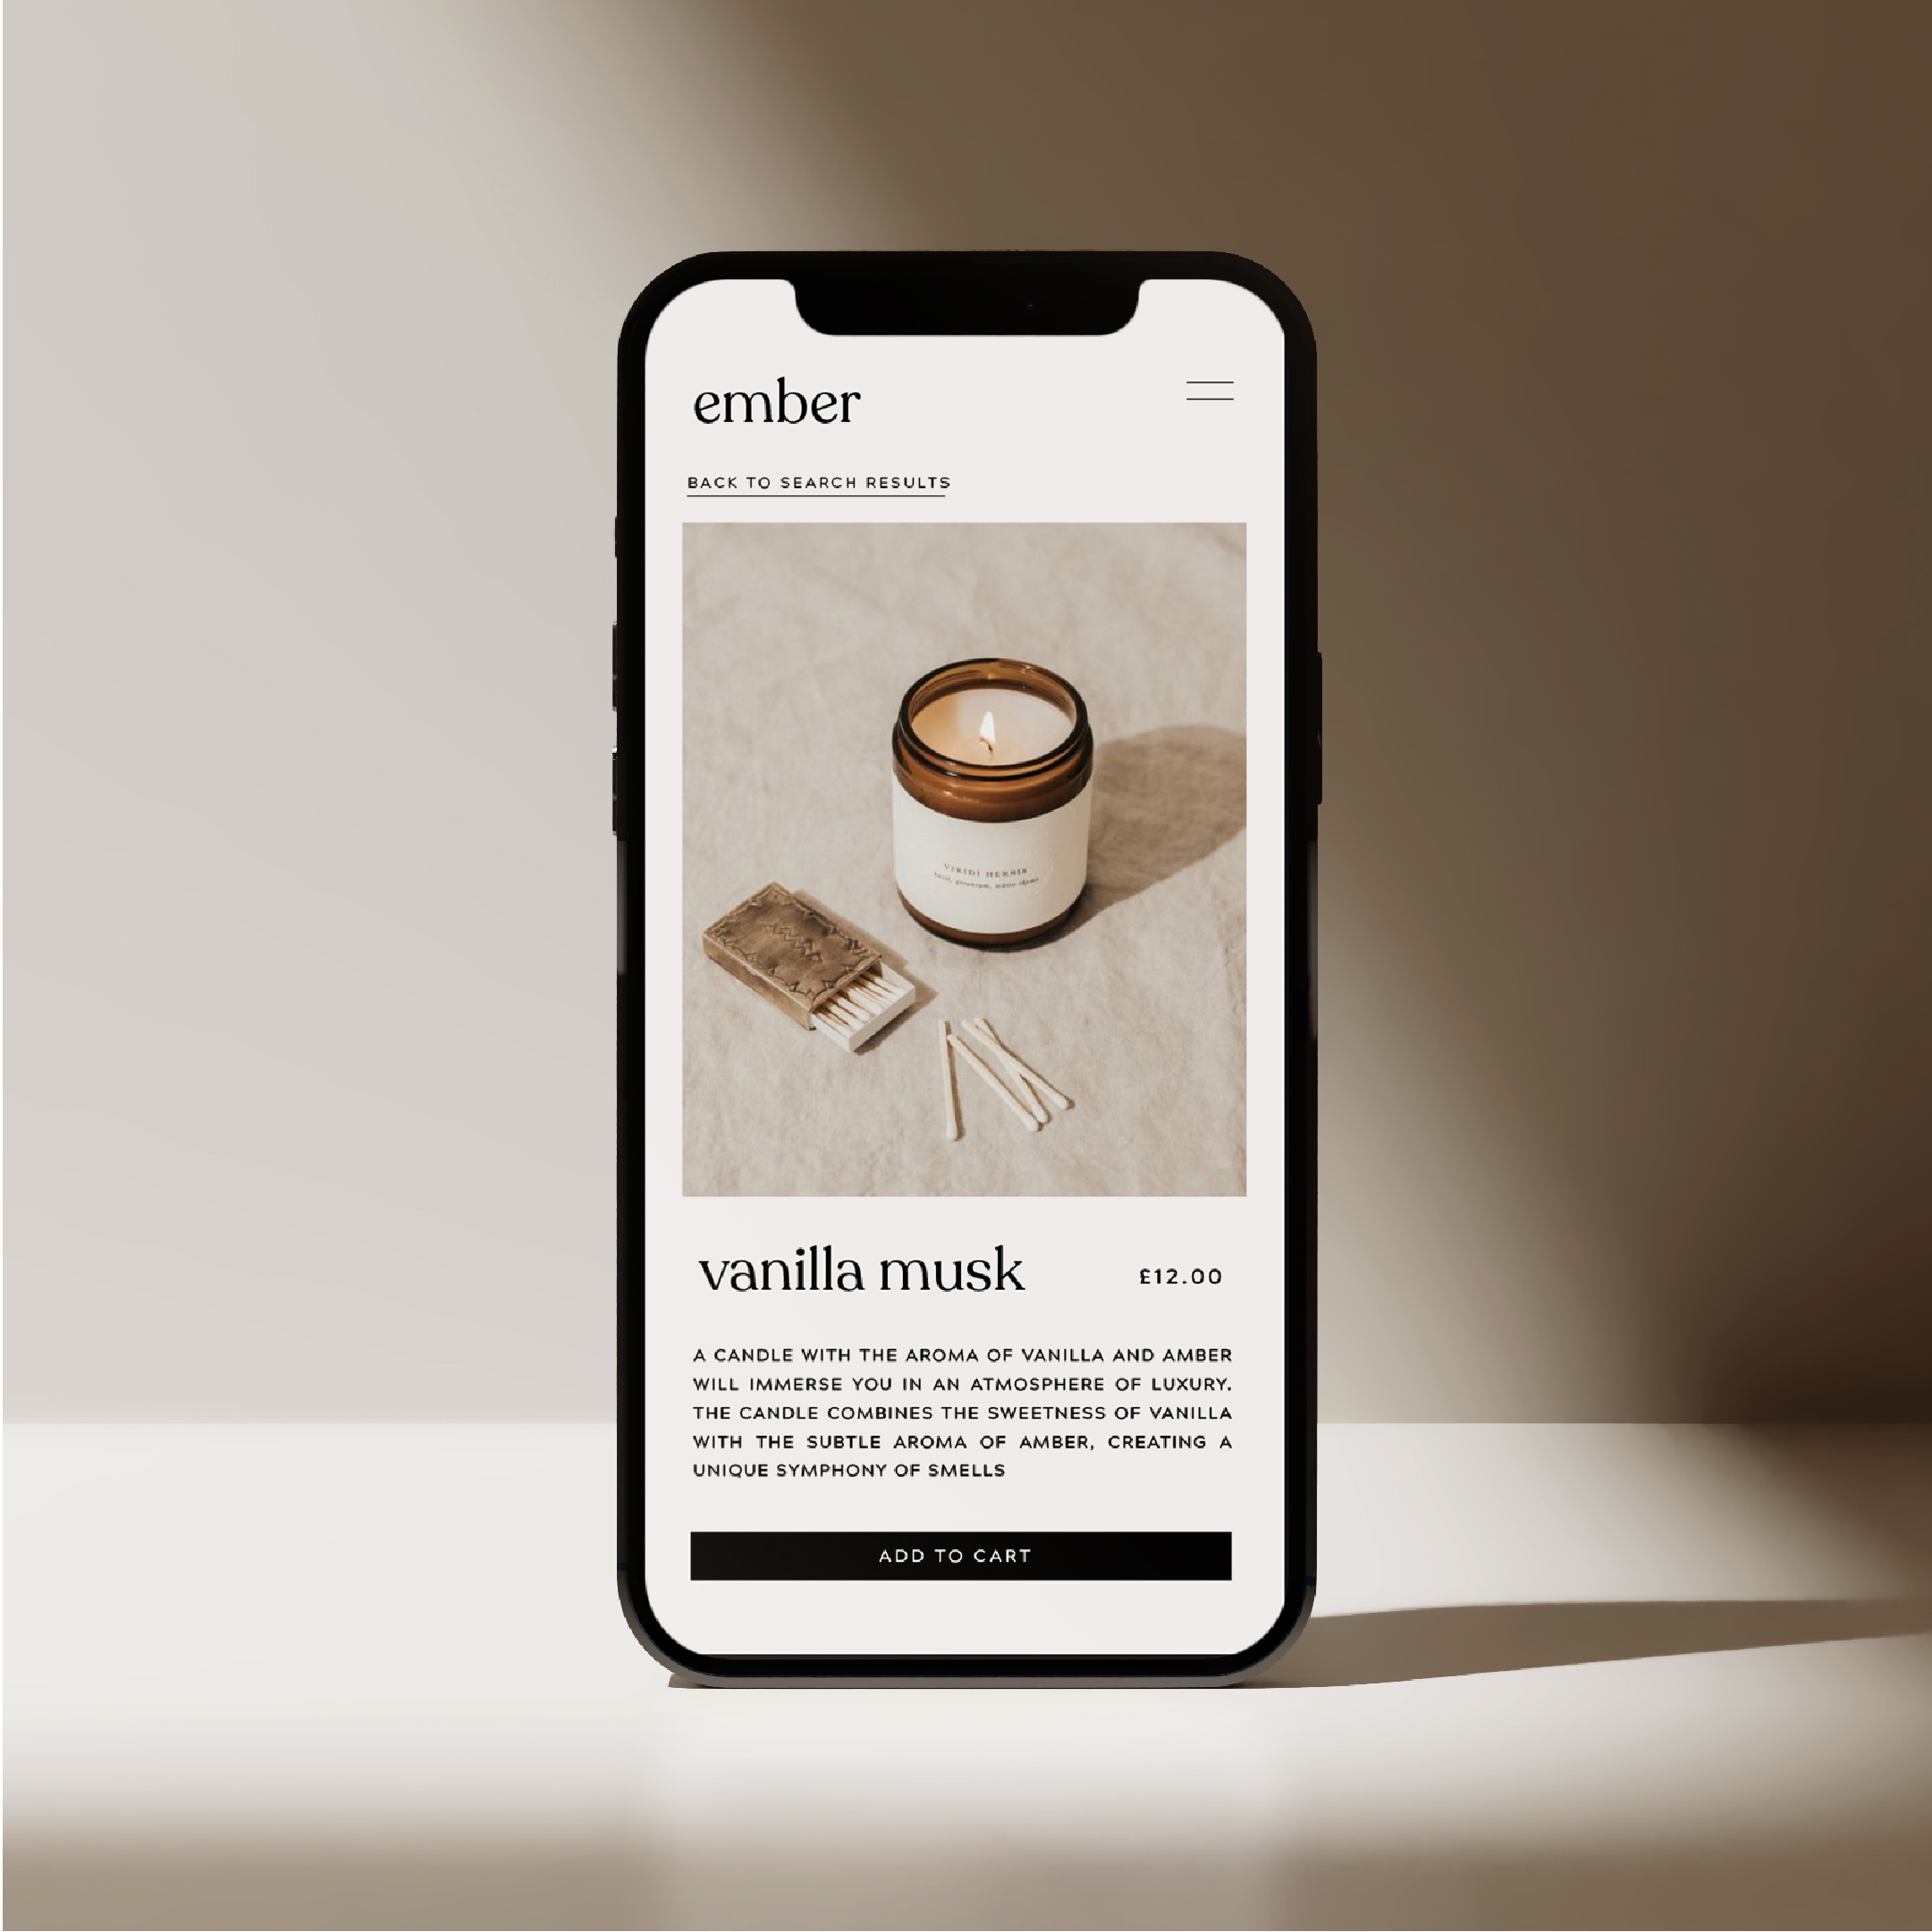 ember
BACK TO SEARCH RESULTS
VIRIDI HERBIS
vanilla musk
£12.00
A CANDLE WITH THE AROMA OF VANILLA AND AMBER
WILL IMMERSE YOU IN AN ATMOSPHERE OF LUXURY.
THE CANDLE COMBINES THE SWEETNESS OF VANILLA
WITH THE SUBTLE AROMA OF AMBER, CREATING A
UNIQUE SYMPHONY OF SMELLS
ADD TO CART